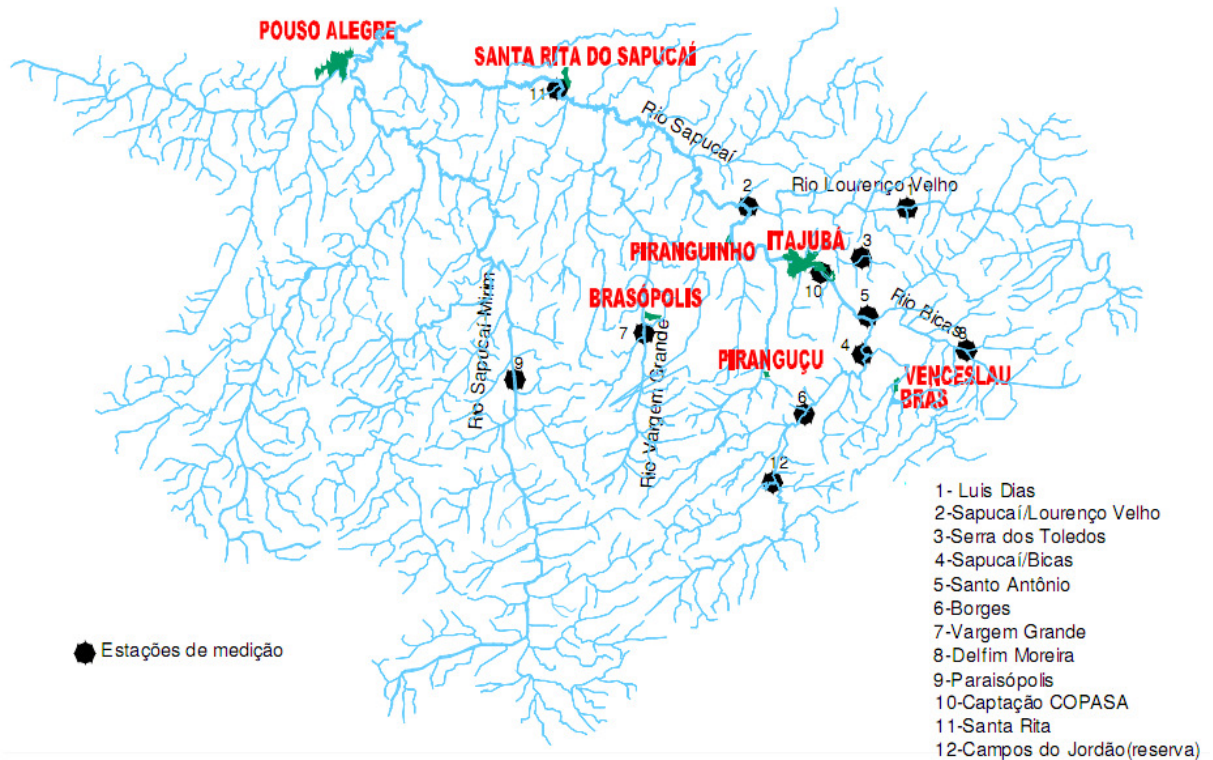 POUSO ALEGRE
SANTA RITA DO SAPUCAÍ
11
Rio Sapucaí
2
Rio Lourenço Velho
1
PIRANGUINHO
ITAJUBÁ
3
10
BRASÓPOLIS
5
Rio Bicas
7
4
8
Rio Sapucaí Mirim
9
Rio Vargem Grande
PIRANGUÇU
VENCESLAU
BRAS
6
12
1- Luis Dias
2-Sapucaí/Lourenço Velho
3-Serra dos Toledos
4-Sapucaí/Bicas
5-Santo Antônio
6-Borges
7-Vargem Grande
8-Delfim Moreira
9-Paraisópolis
10-Captação COPASA
11-Santa Rita
12-Campos do Jordão(reserva)
Estações de medição